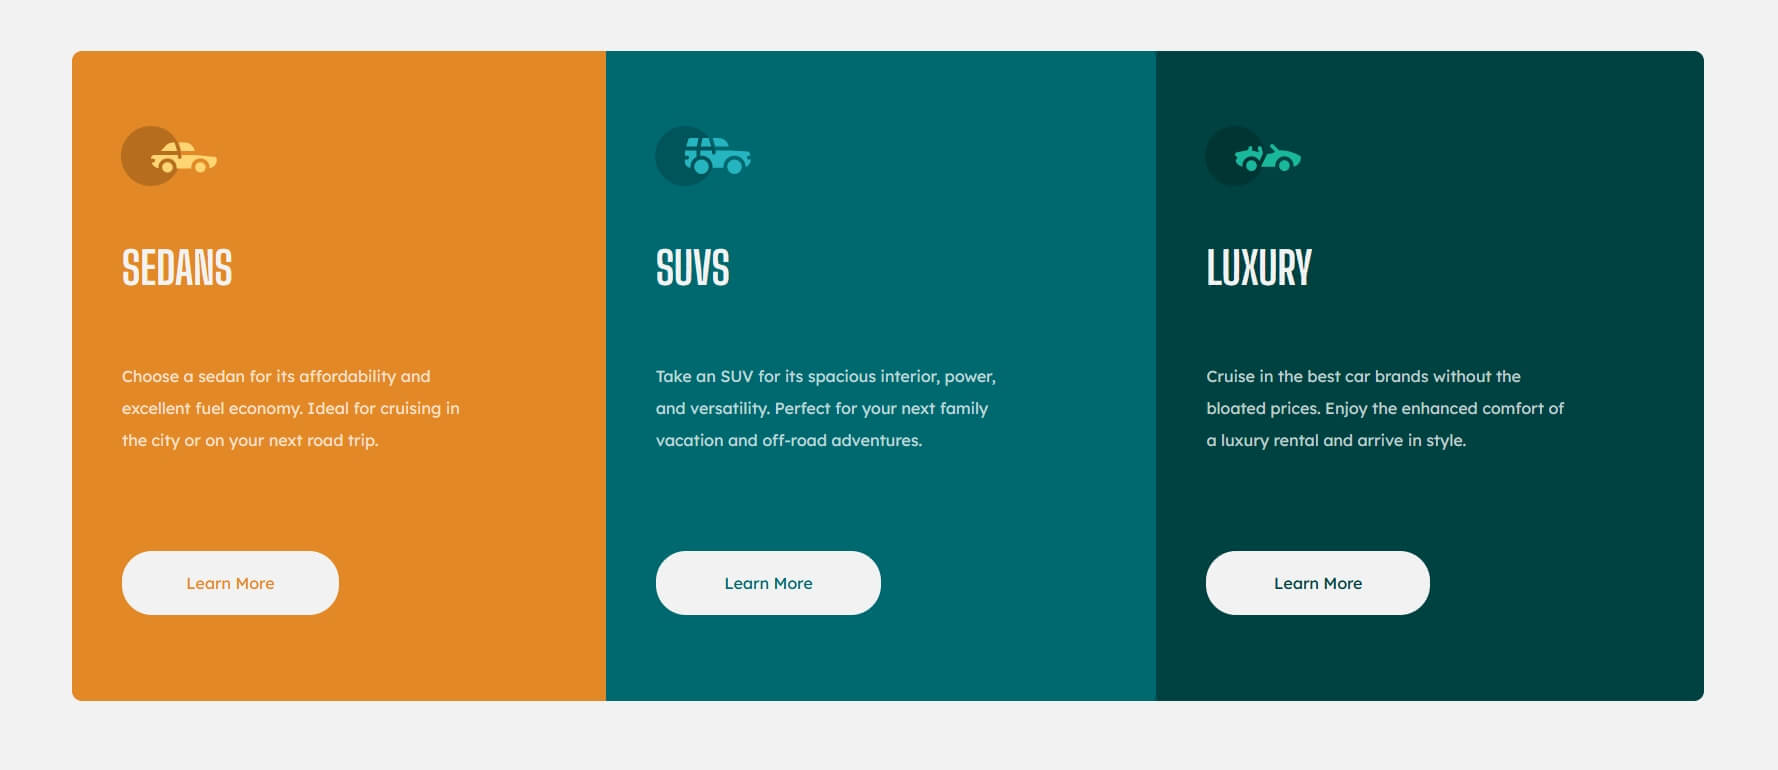 SEDANS
Choose a sedan for its affordability and
excellent fuel economy. Ideal for cruising in
the city or on your next road trip.
Learn More
SUVS
Take an SUV for its spacious interior, power,
and versatility. Perfect for your next family
vacation and off-road adventures.
Learn More
LUXURY
Cruise in the best car brands without the
bloated prices. Enjoy the enhanced comfort of
a luxury rental and arrive in style.
Learn More